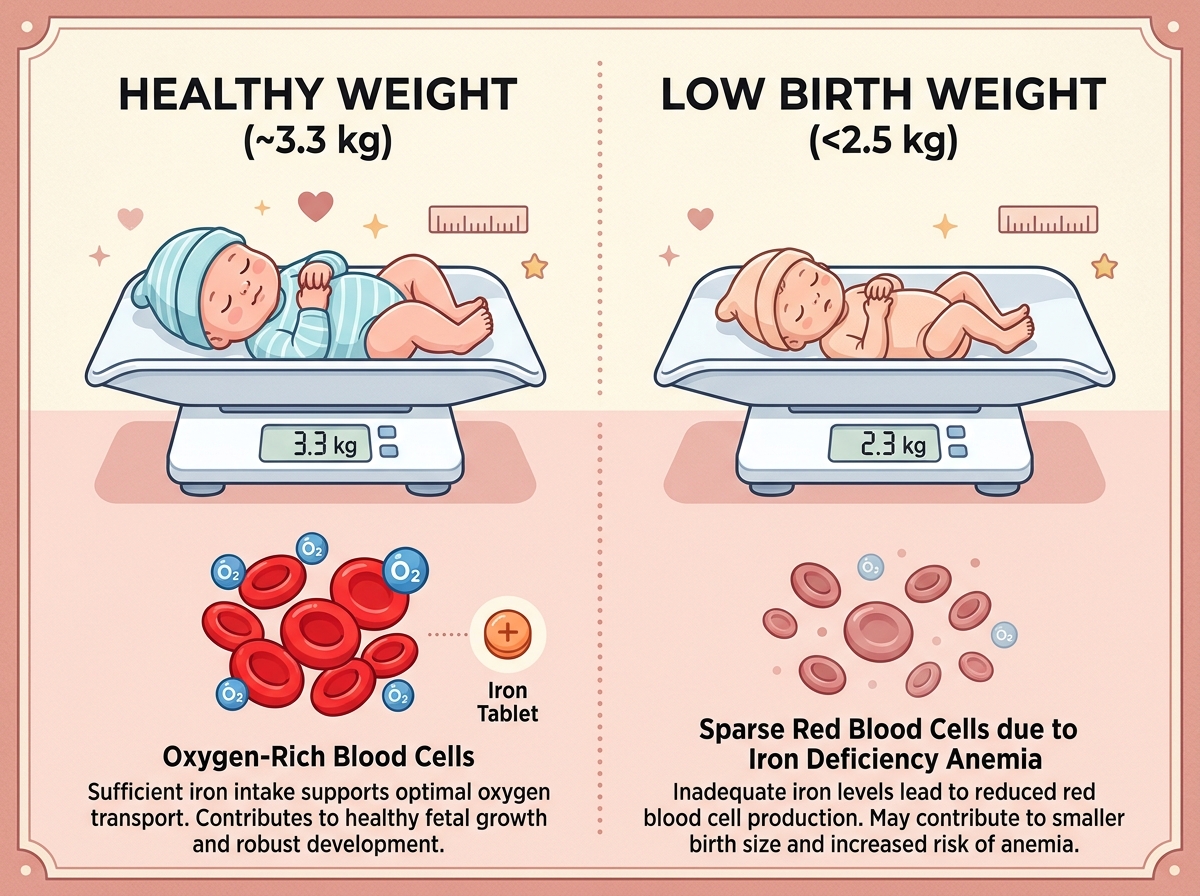 HEALTHY WEIGHT
(~3.3 kg)
3.3 kg
O₂
O₂
O₂
O₂
O₂
Iron
Tablet
Oxygen-Rich Blood Cells
Sufficient iron intake supports optimal oxygen
transport. Contributes to healthy fetal growth
and robust development.
LOW BIRTH WEIGHT
(<2.5 kg)
2.3 kg
O₂
O₂
Sparse Red Blood Cells due to
Iron Deficiency Anemia
Inadequate iron levels lead to reduced red
blood cell production. May contribute to smaller
birth size and increased risk of anemia.